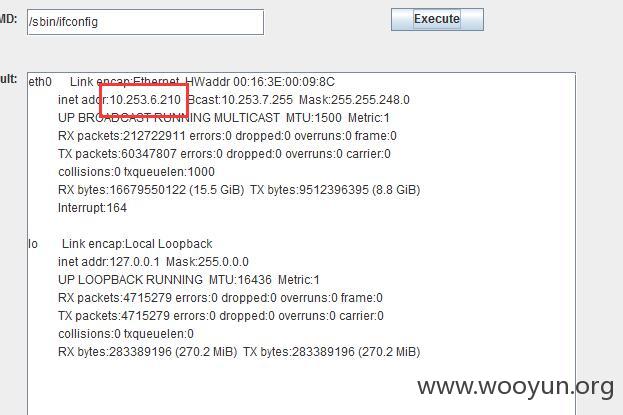 MD: /sbin/ifconfig Execute
ult: eth0 Link encap:Ethernet HWaddr 00:16:3E:00:09:8C
inet addr:10.253.6.210 Bcast:10.253.7.255 Mask:255.255.248.0
UP BROADCAST RUNNING MULTICAST MTU:1500 Metric:1
RX packets:212722911 errors:0 dropped:0 overruns:0 frame:0
TX packets:60347807 errors:0 dropped:0 overruns:0 carrier:0
collisions:0 txqueuelen:1000
RX bytes:16679550122 (15.5 GiB) TX bytes:9512396395 (8.8 GiB)
Interrupt:164
lo Link encap:Local Loopback
inet addr:127.0.0.1 Mask:255.0.0.0
UP LOOPBACK RUNNING MTU:16436 Metric:1
RX packets:4715279 errors:0 dropped:0 overruns:0 frame:0
TX packets:4715279 errors:0 dropped:0 overruns:0 carrier:0
collisions:0 txqueuelen:0
RX bytes:283389196 (270.2 MiB) TX bytes:283389196 (270.2 MiB)
www.wooyun.org